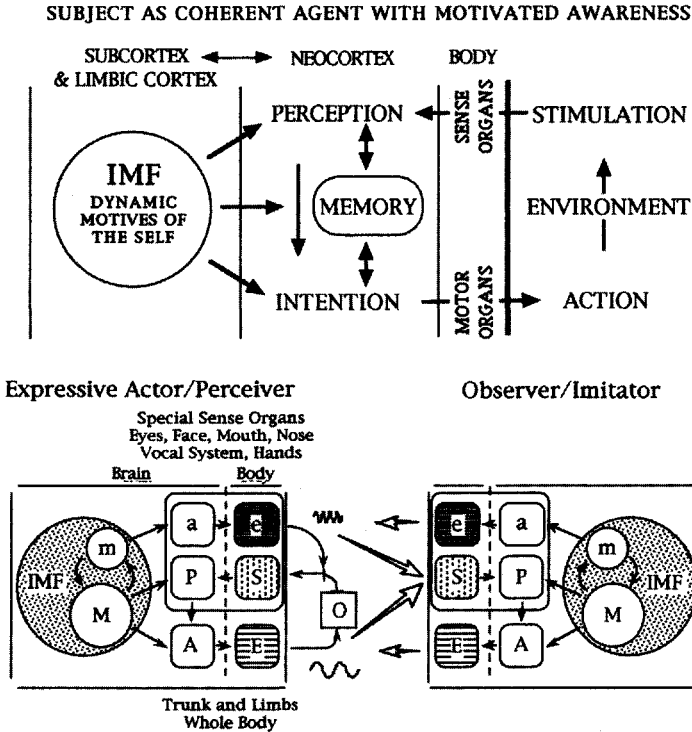 SUBJECT AS COHERENT AGENT WITH MOTIVATED AWARENESS
SUBCORTEX
& LIMBIC CORTEX
NEOCORTEX
BODY
IMF
DYNAMIC
MOTIVES OF
THE SELF
PERCEPTION
MEMORY
INTENTION
SENSE
ORGANS
MOTOR
ORGANS
STIMULATION
ENVIRONMENT
ACTION
Expressive Actor/Perceiver
Special Sense Organs
Eyes, Face, Mouth, Nose
Vocal System, Hands
Brain Body
IMF
m
M
a
e
P
S
A
E
O
Trunk and Limbs
Whole Body
Observer/Imitator
e
a
S
P
E
A
m
M
IMF